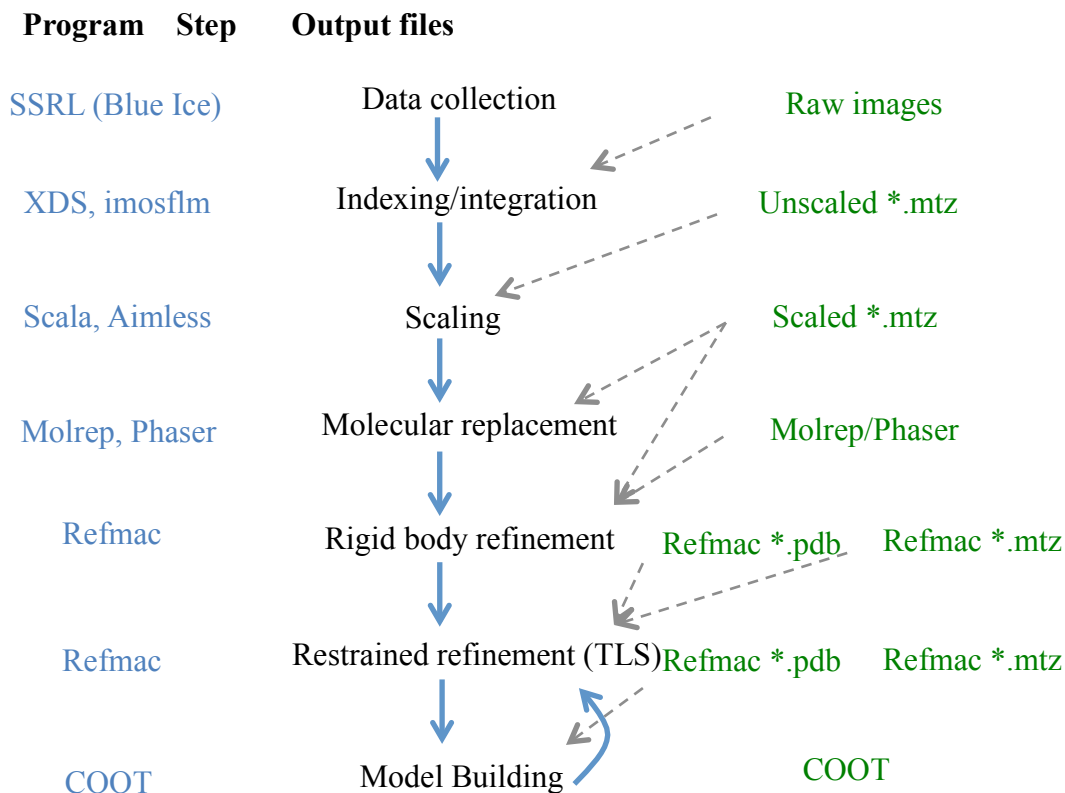 Program Step Output files
SSRL (Blue Ice) Data collection Raw images
XDS, imosflm Indexing/integration Unscaled *.mtz
Scala, Aimless Scaling Scaled *.mtz
Molrep, Phaser Molecular replacement Molrep/Phaser
Refmac Rigid body refinement Refmac *.pdb Refmac *.mtz
Refmac Restrained refinement (TLS) Refmac *.pdb Refmac *.mtz
COOT Model Building COOT